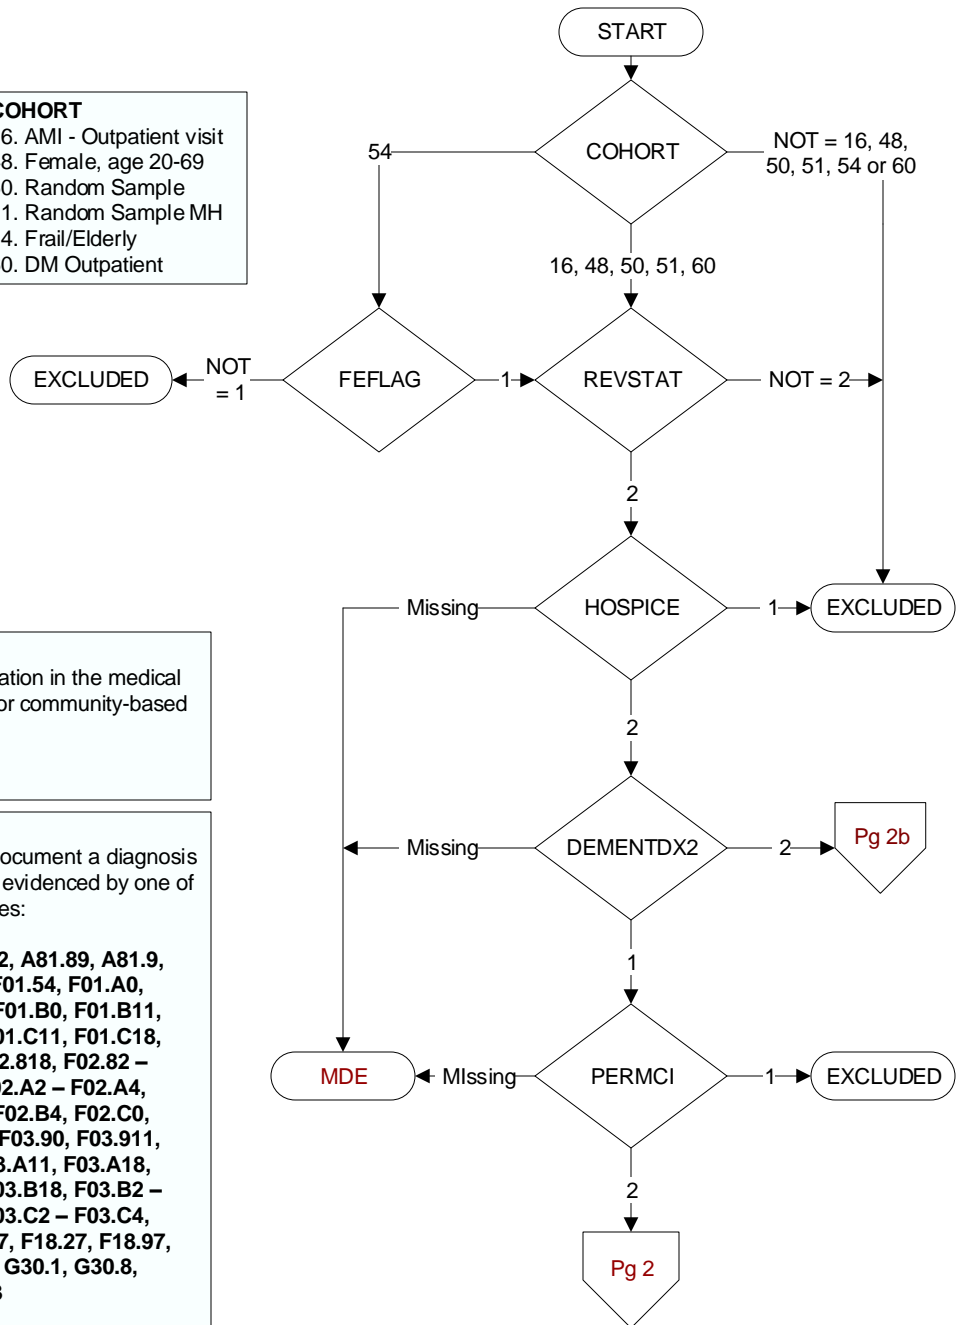 START
COHORT
6. AMI - Outpatient visit
8. Female, age 20-69
0. Random Sample
1. Random Sample MH
4. Frail/Elderly
0. DM Outpatient
54
COHORT
NOT = 16, 48,
50, 51, 54 or 60
16, 48, 50, 51, 60
EXCLUDED
NOT
= 1
FEFLAG
1
REVSTAT
NOT = 2
2
Missing
HOSPICE
1
EXCLUDED
2
ation in the medical
or community-based
Missing
DEMENTDX2
2
Pg 2b
1
ocument a diagnosis
evidenced by one of
es:
2, A81.89, A81.9,
F01.54, F01.A0,
F01.B0, F01.B11,
01.C11, F01.C18,
2.818, F02.82 –
02.A2 – F02.A4,
F02.B4, F02.C0,
F03.90, F03.911,
3.A11, F03.A18,
03.B18, F03.B2 –
03.C2 – F03.C4,
7, F18.27, F18.97,
G30.1, G30.8,
MDE
MIssing
PERMCI
1
EXCLUDED
2
Pg 2